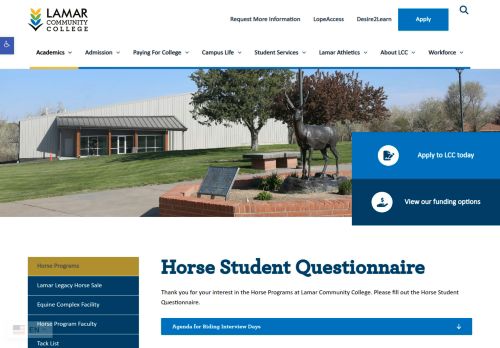 LAMAR
COMMUNITY
COLLEGE
Request More Information
LopeAccess
Desire2Learn
Apply
Academics
Admission
Paying For College
Campus Life
Student Services
Lamar Athletics
About LCC
Workforce
Apply to LCC today
View our funding options
Horse Programs
Lamar Legacy Horse Sale
Equine Complex Facility
Horse Program Faculty
Tack List
EN
Horse Student Questionnaire
Thank you for your interest in the Horse Programs at Lamar Community College. Please fill out the Horse Student
Questionnaire.
Agenda for Riding Interview Days